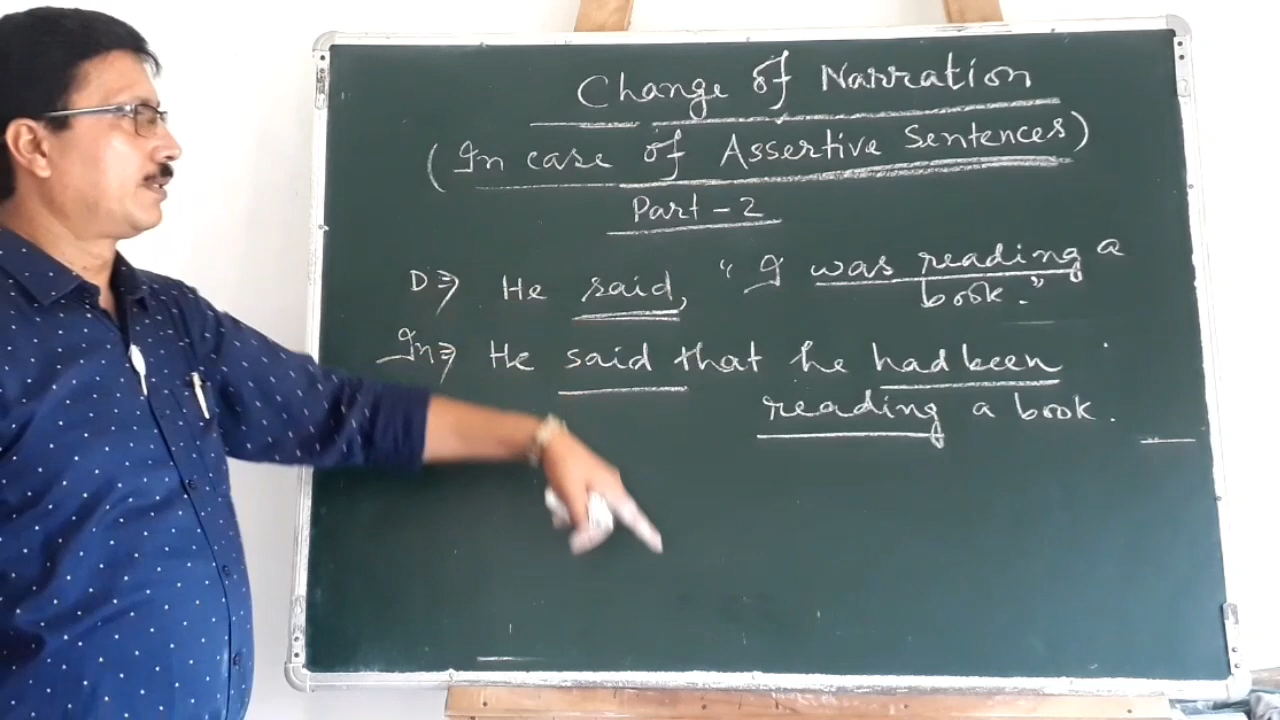 Change of Narration
(In case of Assertive Sentences)
Part - 2
D⇒ He said, "I was reading a
book."
In⇒ He said that he had been
reading a book.